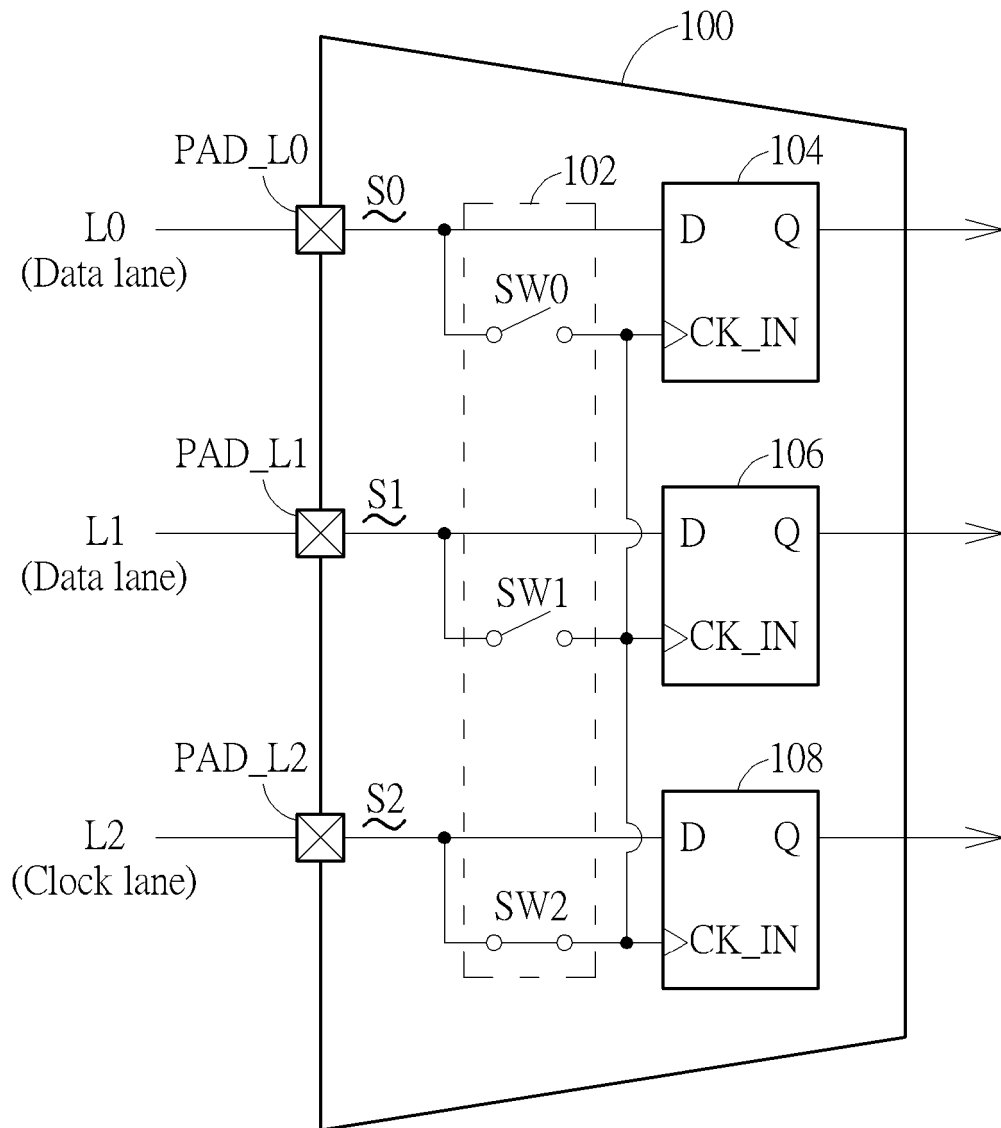 100
PAD_L0
S0
102
104
L0
(Data lane)
D
Q
SW0
CK_IN
PAD_L1
S1
106
L1
(Data lane)
D
Q
SW1
CK_IN
PAD_L2
S2
108
L2
(Clock lane)
D
Q
SW2
CK_IN